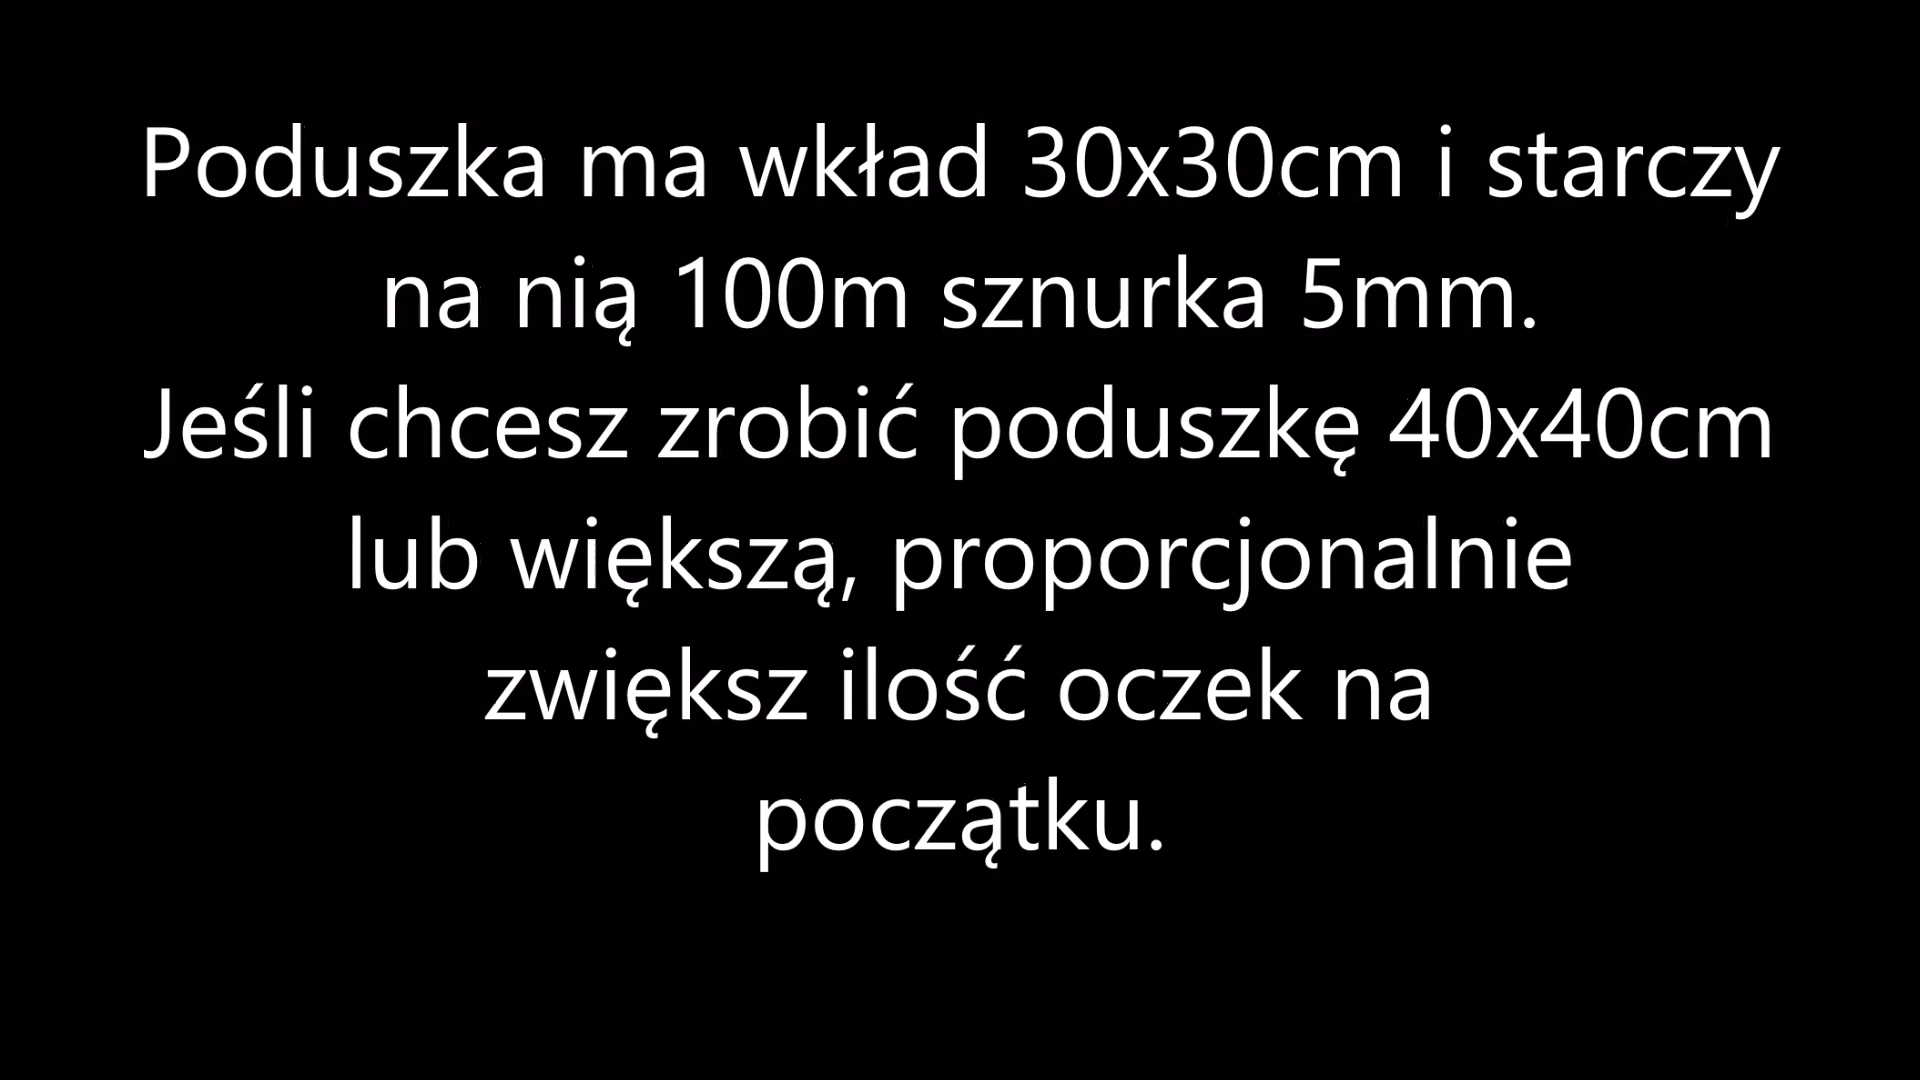 Poduszka ma wkład 30x30cm i starczy
na nią 100m sznurka 5mm.
Jeśli chcesz zrobić poduszkę 40x40cm
lub większą, proporcjonalnie
zwiększ ilość oczek na
początku.